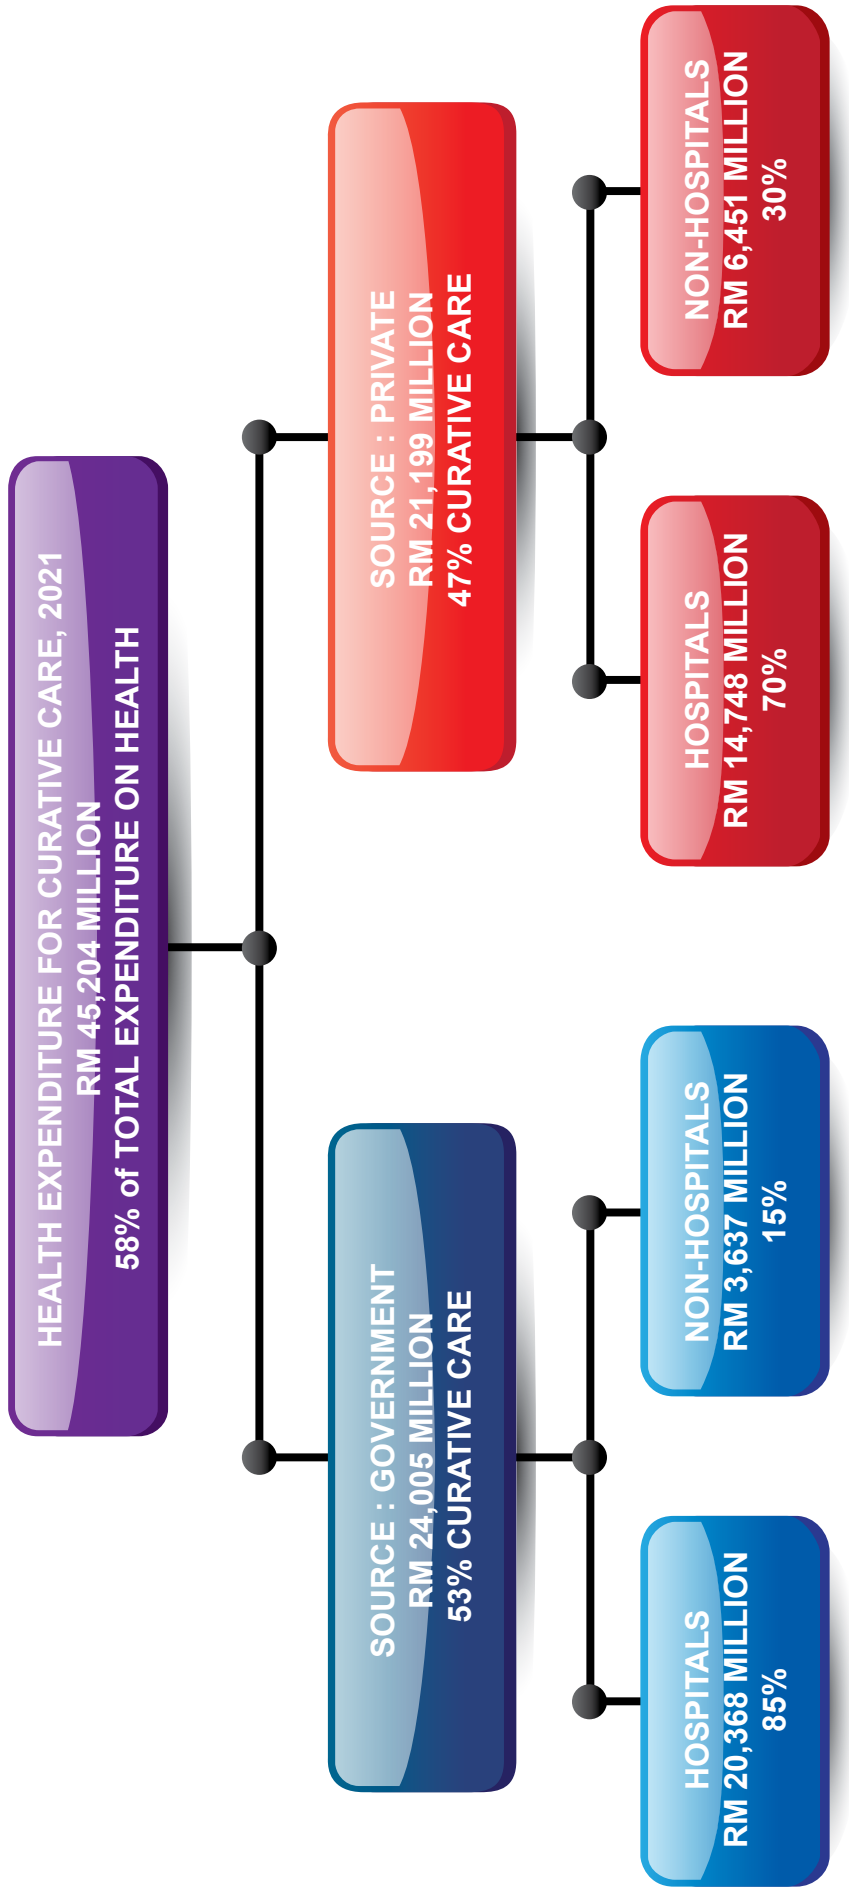 HEALTH EXPENDITURE FOR CURATIVE CARE, 2021
RM 45,204 MILLION
58% of TOTAL EXPENDITURE ON HEALTH
SOURCE : GOVERNMENT
RM 24,005 MILLION
53% CURATIVE CARE
SOURCE : PRIVATE
RM 21,199 MILLION
47% CURATIVE CARE
HOSPITALS
RM 20,368 MILLION
85%
NON-HOSPITALS
RM 3,637 MILLION
15%
HOSPITALS
RM 14,748 MILLION
70%
NON-HOSPITALS
RM 6,451 MILLION
30%